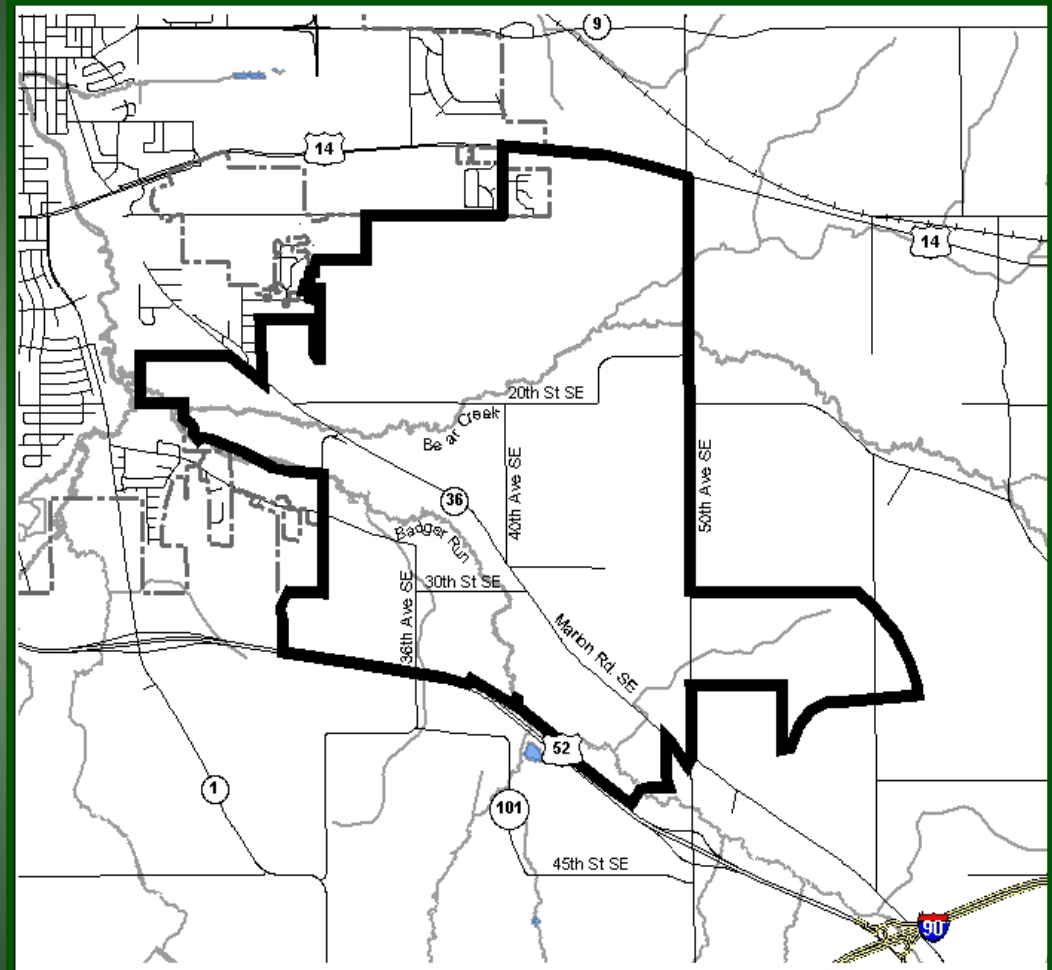 9
14
14
20th St SE
Bear Creek
40th Ave SE
50th Ave SE
36
Badger Run
30th St SE
36th Ave SE
Marion Rd. SE
52
1
101
45th St SE
90